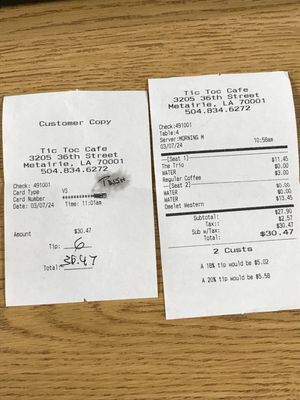 Customer Copy
Tic Toc Cafe
3205 36th Street
Metairie, LA 70001
504.834.6272
Check: 491001
Card Type VS
Card Number TRISH
Date: 03/07/24 Time: 11:01am
Amount $30.47
Tip: 6
Total: 36.47
Tic Toc Cafe
3205 36th Street
Metairie, LA 70001
504.834.6272
Check:491001
Table:4
Server:MORNING M 10:58am
03/07/24
(Seat 1)
The Trio $11.45
WATER $0.00
Regular Coffee $3.00
(Seat 2)
WATER $0.00
WATER $0.00
Omelet Western $13.45
Subtotal: $27.90
Tax:: $2.57
Sub w/Tax: $30.47
Total: $30.47
2 Custs
A 18% tip would be $5.02
A 20% tip would be $5.58